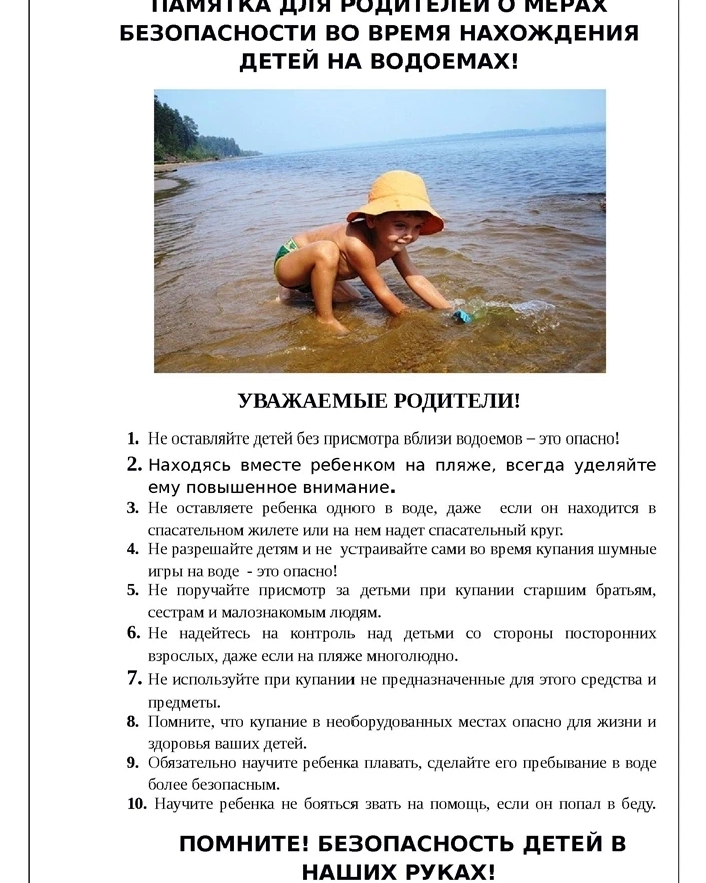 ПАМЯТКА ДЛЯ РОДИТЕЛЕЙ О МЕРАХ
БЕЗОПАСНОСТИ ВО ВРЕМЯ НАХОЖДЕНИЯ
ДЕТЕЙ НА ВОДОЕМАХ!
УВАЖАЕМЫЕ РОДИТЕЛИ!
1. Не оставляйте детей без присмотра вблизи водоемов – это опасно!
2. Находясь вместе ребенком на пляже, всегда уделяйте
ему повышенное внимание.
3. Не оставляете ребенка одного в воде, даже если он находится в
спасательном жилете или на нем надет спасательный круг.
4. Не разрешайте детям и не устраивайте сами во время купания шумные
игры на воде - это опасно!
5. Не поручайте присмотр за детьми при купании старшим братьям,
сестрам и малознакомым людям.
6. Не надейтесь на контроль над детьми со стороны посторонних
взрослых, даже если на пляже многолюдно.
7. Не используйте при купании не предназначенные для этого средства и
предметы.
8. Помните, что купание в необорудованных местах опасно для жизни и
здоровья ваших детей.
9. Обязательно научите ребенка плавать, сделайте его пребывание в воде
более безопасным.
10. Научите ребенка не бояться звать на помощь, если он попал в беду.
ПОМНИТЕ! БЕЗОПАСНОСТЬ ДЕТЕЙ В
НАШИХ РУКАХ!